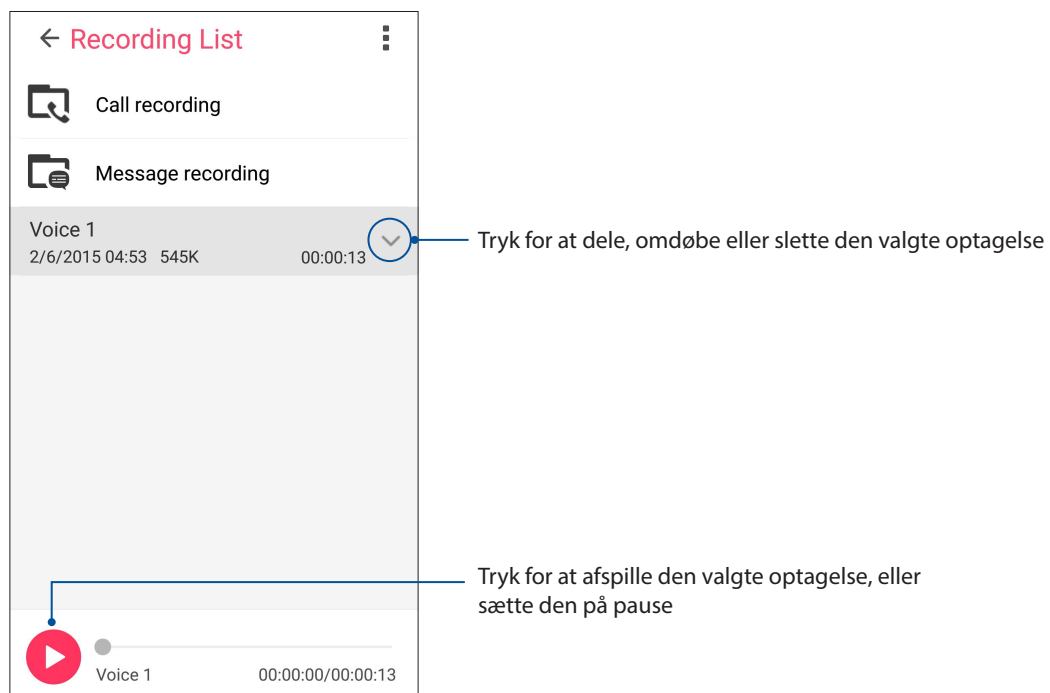 Recording List
Call recording
Message recording
Voice 1
2/6/2015 04:53 545K 00:00:13
Tryk for at dele, omdøbe eller slette den valgte optagelse
Tryk for at afspille den valgte optagelse, eller
sætte den på pause
Voice 1 00:00:00/00:00:13